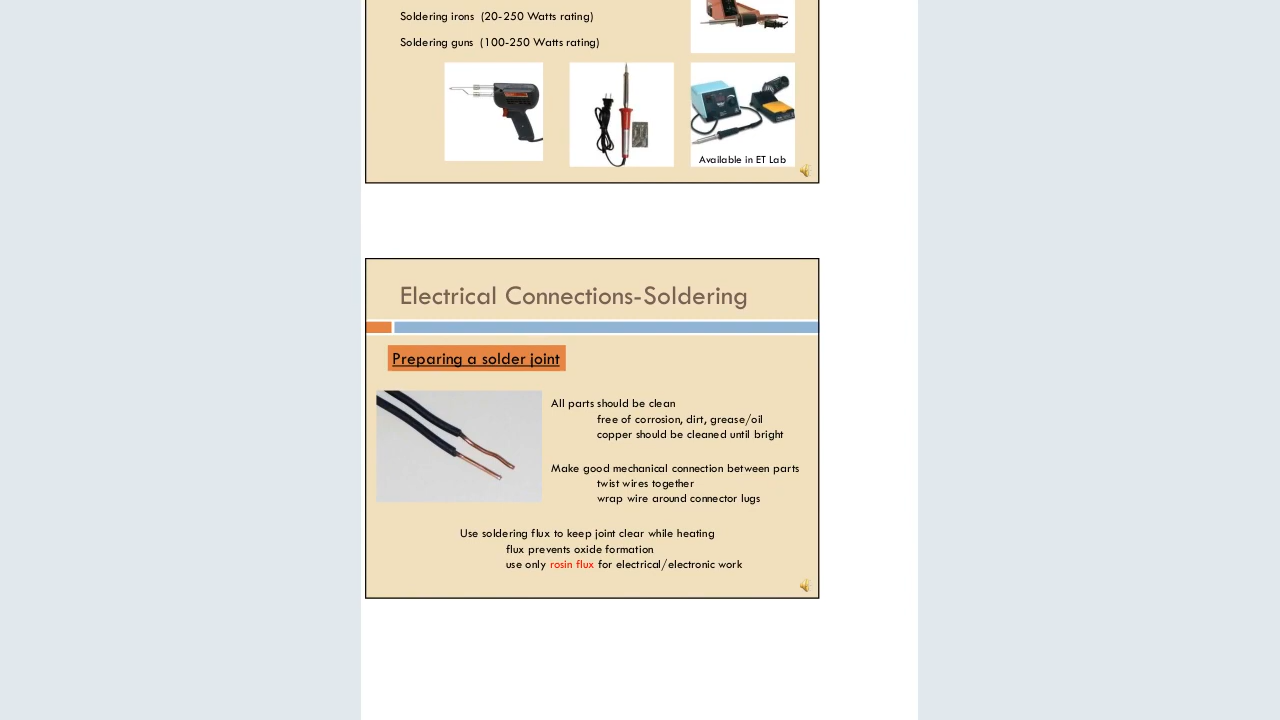 Soldering irons (20-250 Watts rating)
Soldering guns (100-250 Watts rating)
Available in ET Lab
Electrical Connections-Soldering
Preparing a solder joint
All parts should be clean
free of corrosion, dirt, grease/oil
copper should be cleaned until bright
Make good mechanical connection between parts
twist wires together
wrap wire around connector lugs
Use soldering flux to keep joint clear while heating
flux prevents oxide formation
use only rosin flux for electrical/electronic work